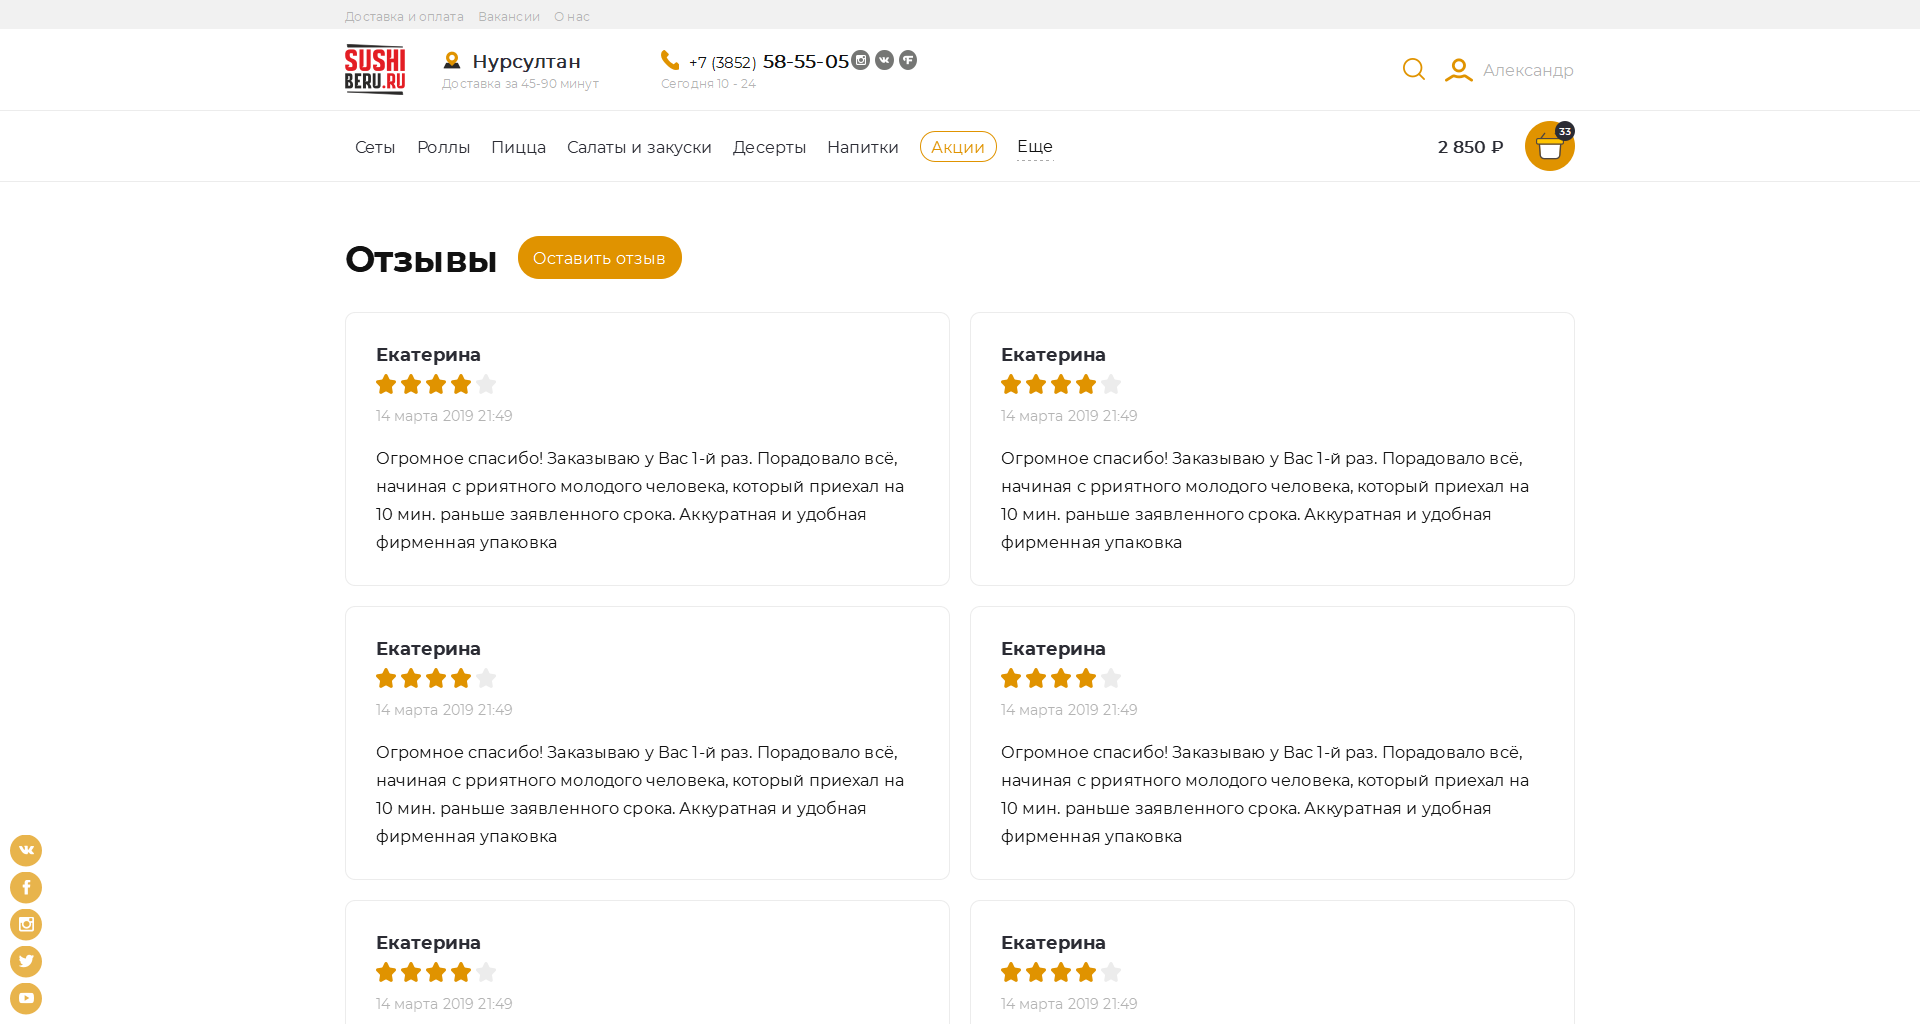 Доставка и оплата Вакансии О нас
SUSHI
BERU.RU
Нурсултан
Доставка за 45-90 минут
+7 (3852) 58-55-05
Сегодня 10 - 24
Александр
Сеты Роллы Пицца Салаты и закуски Десерты Напитки Акции Еще
2 850 ₽
33
Отзывы
Оставить отзыв
Екатерина
14 марта 2019 21:49
Огромное спасибо! Заказываю у Вас 1-й раз. Порадовало всё,
начиная с рриятного молодого человека, который приехал на
10 мин. раньше заявленного срока. Аккуратная и удобная
фирменная упаковка
Екатерина
14 марта 2019 21:49
Огромное спасибо! Заказываю у Вас 1-й раз. Порадовало всё,
начиная с рриятного молодого человека, который приехал на
10 мин. раньше заявленного срока. Аккуратная и удобная
фирменная упаковка
Екатерина
14 марта 2019 21:49
Огромное спасибо! Заказываю у Вас 1-й раз. Порадовало всё,
начиная с рриятного молодого человека, который приехал на
10 мин. раньше заявленного срока. Аккуратная и удобная
фирменная упаковка
Екатерина
14 марта 2019 21:49
Огромное спасибо! Заказываю у Вас 1-й раз. Порадовало всё,
начиная с рриятного молодого человека, который приехал на
10 мин. раньше заявленного срока. Аккуратная и удобная
фирменная упаковка
Екатерина
14 марта 2019 21:49
Екатерина
14 марта 2019 21:49